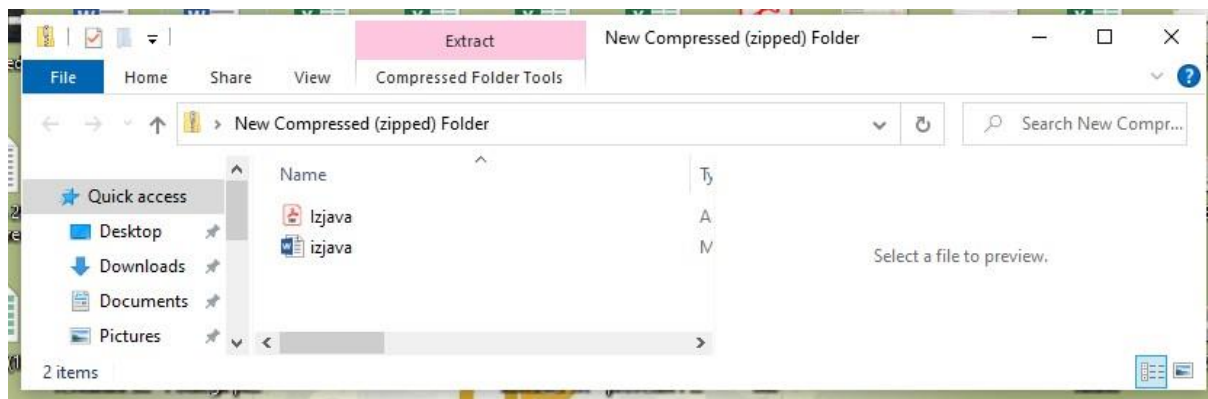 Extract New Compressed (zipped) Folder
File Home Share View Compressed Folder Tools
New Compressed (zipped) Folder Search New Compr...
Name
Quick access
Izjava A
Desktop
izjava
Downloads
Select a file to preview.
Documents
Pictures
2 items